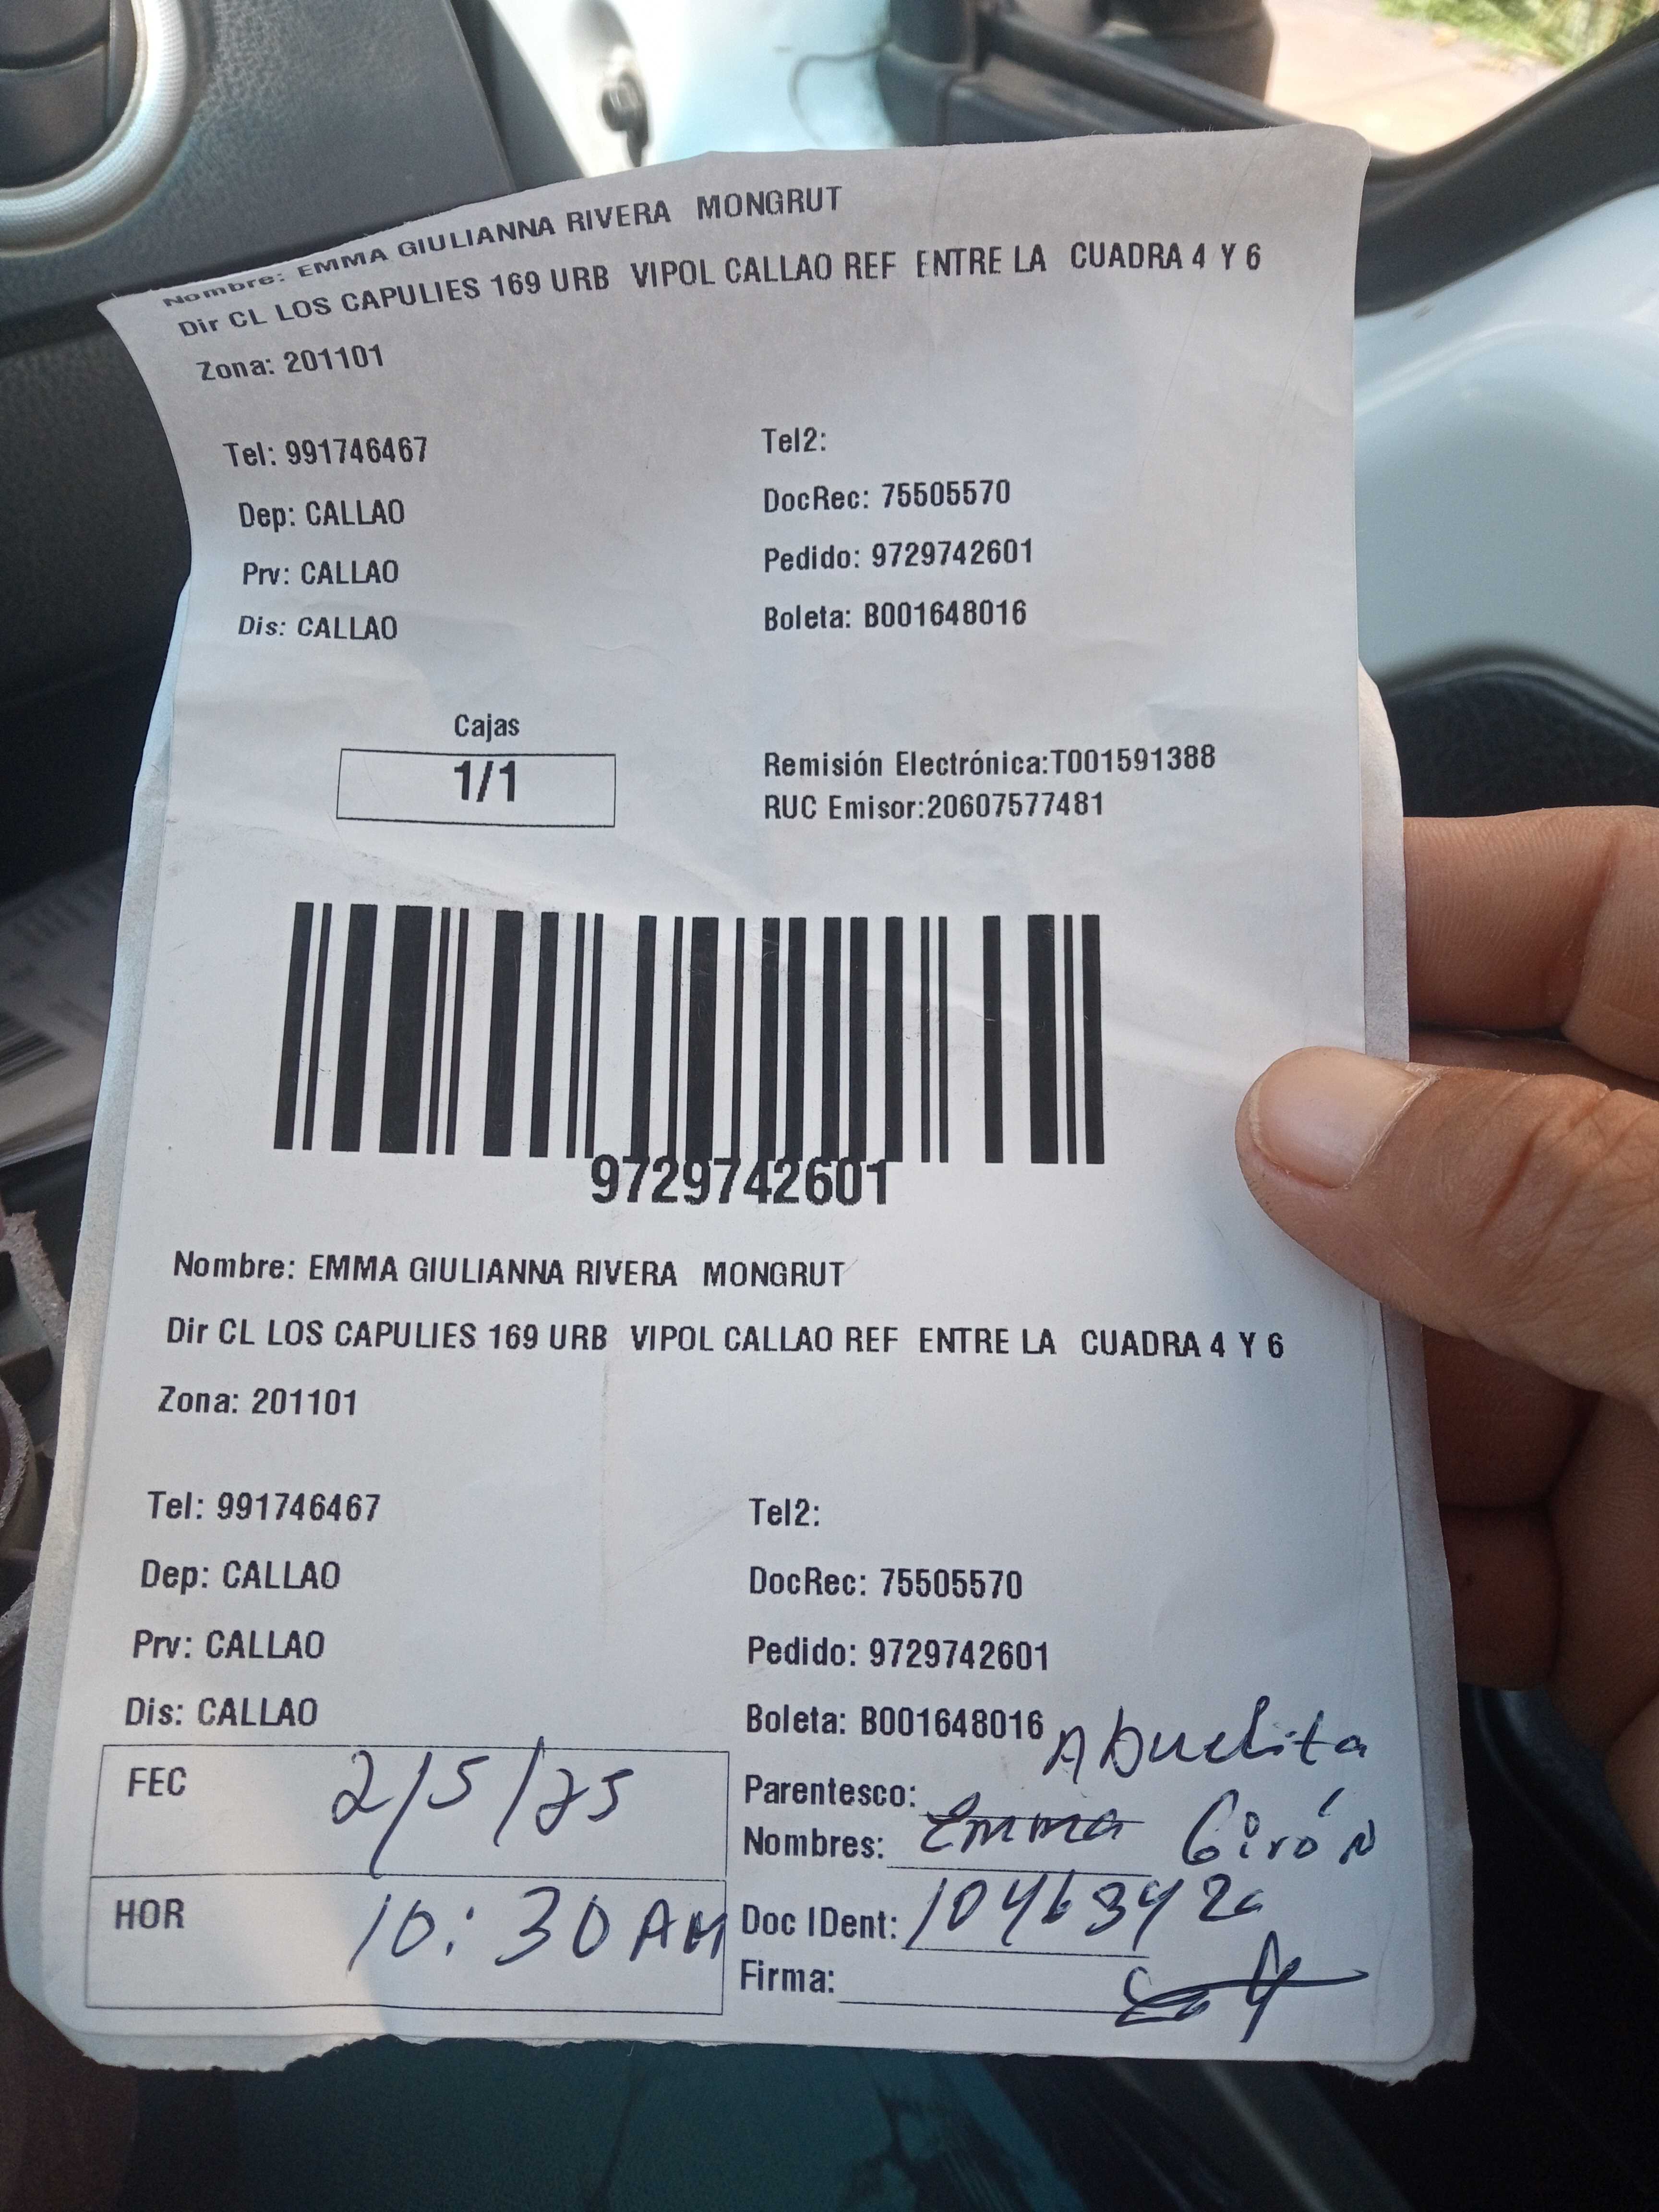 Nombre: EMMA GIULIANNA RIVERA MONGRUT
Dir CL LOS CAPULIES 169 URB VIPOL CALLAO REF ENTRE LA CUADRA 4 Y 6
Zona: 201101
Tel: 991746467
Tel2:
Dep: CALLAO
DocRec: 75505570
Prv: CALLAO
Pedido: 9729742601
Dis: CALLAO
Boleta: B001648016
Cajas
1/1
Remisión Electrónica:T001591388
RUC Emisor:20607577481
9729742601
Nombre: EMMA GIULIANNA RIVERA MONGRUT
Dir CL LOS CAPULIES 169 URB VIPOL CALLAO REF ENTRE LA CUADRA 4 Y 6
Zona: 201101
Tel: 991746467
Tel2:
Dep: CALLAO
DocRec: 75505570
Prv: CALLAO
Pedido: 9729742601
Dis: CALLAO
Boleta: B001648016
FEC 2/5/25
Parentesco: Abuelita
Nombres: Emma Girón
HOR 10:30 AM
Doc IDent:
Firma: